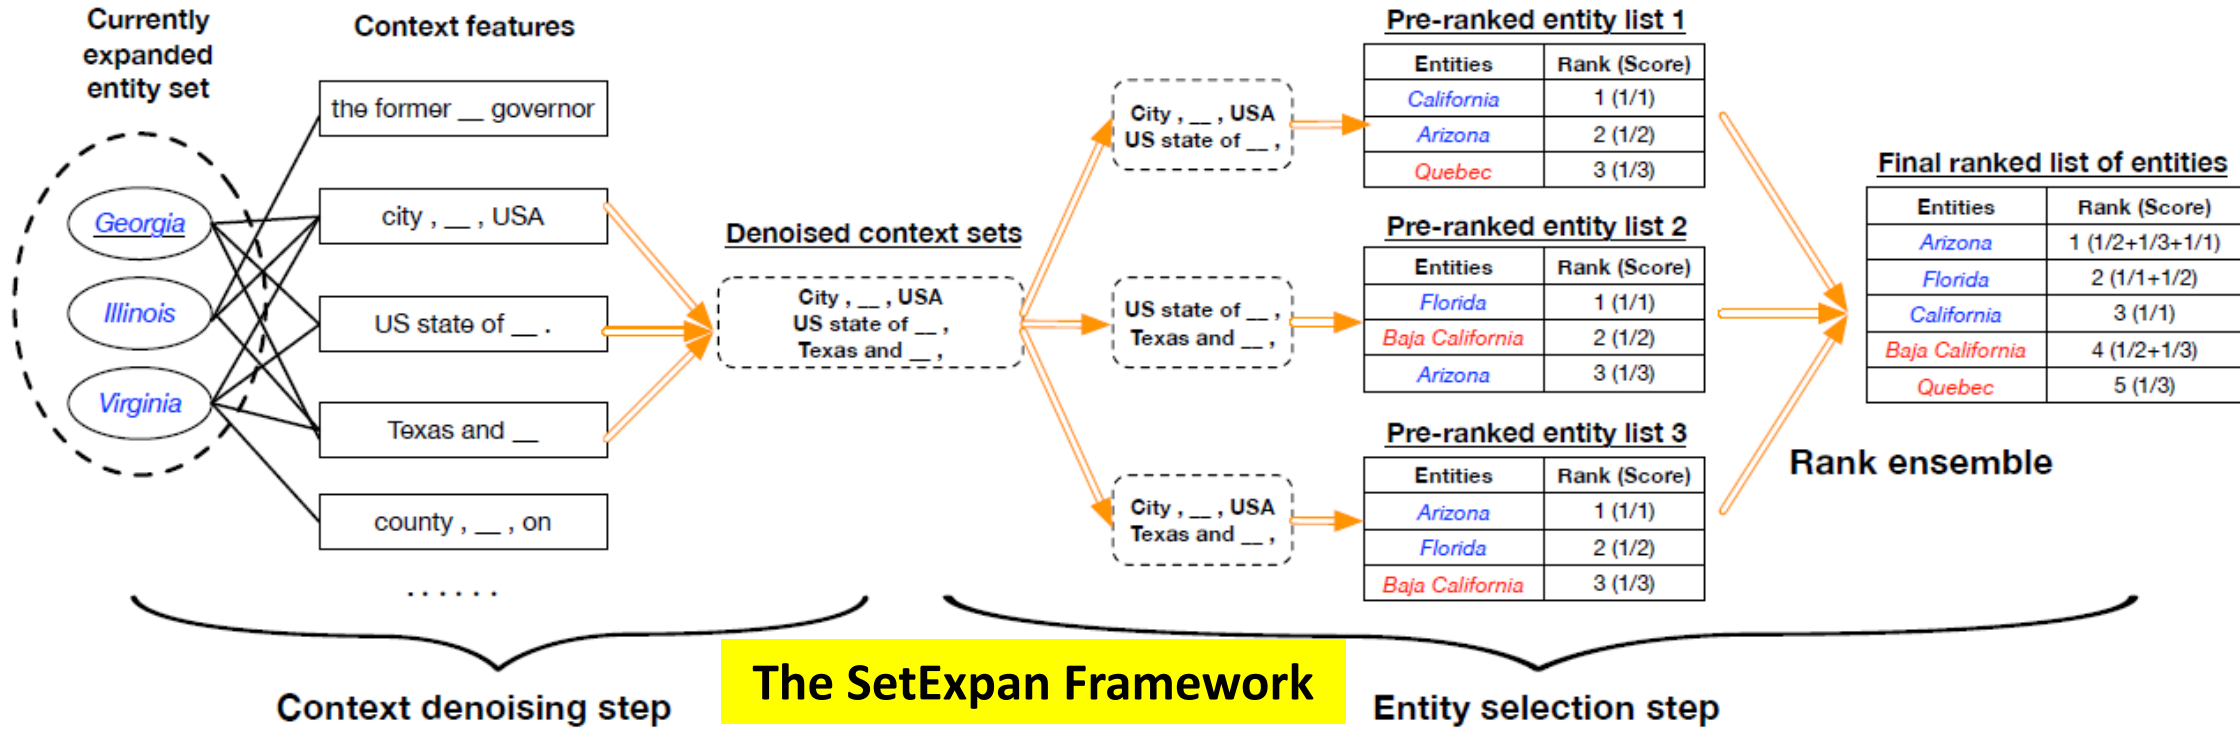 Currently
expanded
entity set
Georgia
Illinois
Virginia
Context features
the former __ governor
city , __ , USA
US state of __ .
Texas and __
county , __ , on
. . . . . .
Context denoising step
Denoised context sets
City , __ , USA
US state of __ ,
Texas and __ ,
City , __ , USA
US state of __ ,
US state of __ ,
Texas and __ ,
City , __ , USA
Texas and __ ,
Pre-ranked entity list 1
Entities Rank (Score)
California 1 (1/1)
Arizona 2 (1/2)
Quebec 3 (1/3)
Pre-ranked entity list 2
Entities Rank (Score)
Florida 1 (1/1)
Baja California 2 (1/2)
Arizona 3 (1/3)
Pre-ranked entity list 3
Entities Rank (Score)
Arizona 1 (1/1)
Florida 2 (1/2)
Baja California 3 (1/3)
Final ranked list of entities
Entities Rank (Score)
Arizona 1 (1/2+1/3+1/1)
Florida 2 (1/1+1/2)
California 3 (1/1)
Baja California 4 (1/2+1/3)
Quebec 5 (1/3)
Rank ensemble
The SetExpan Framework
Entity selection step